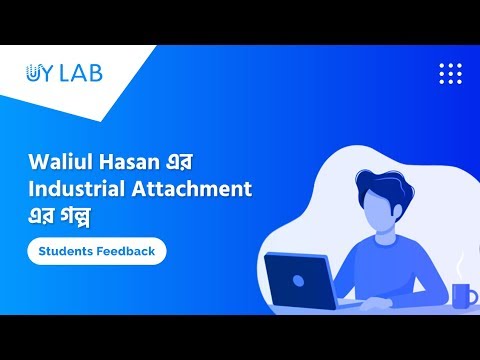 UY LAB
Waliul Hasan এর
Industrial Attachment
এর গল্প
Students Feedback